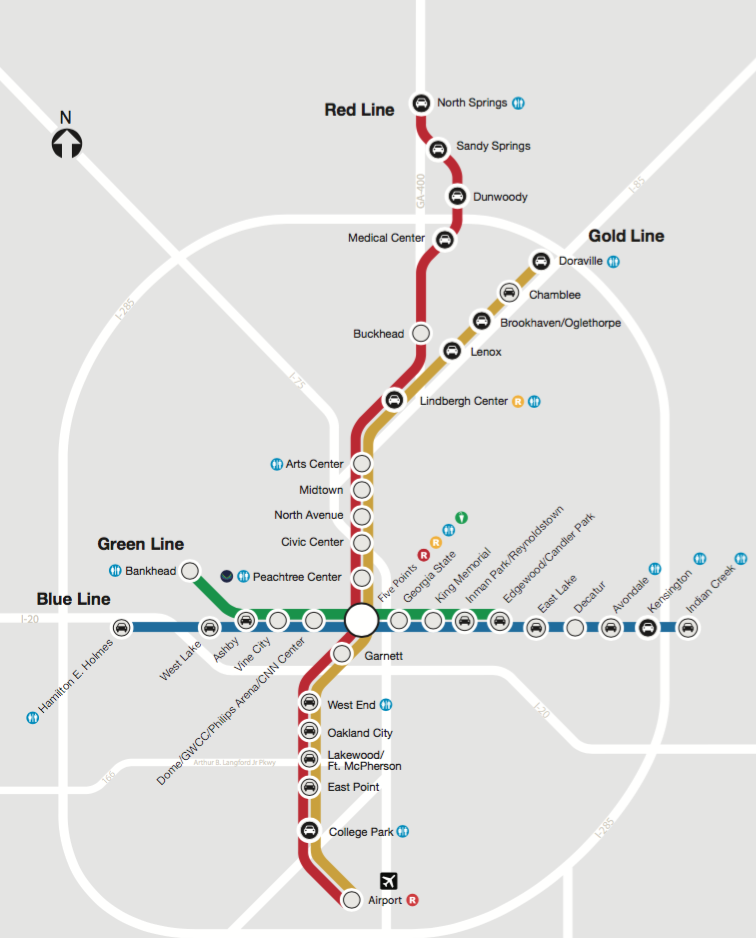 North Springs
Red Line
N
Sandy Springs
GA-400
I-85
Dunwoody
Medical Center
Gold Line
Doraville
I-285
Chamblee
Brookhaven/Oglethorpe
Buckhead
Lenox
I-75
Lindbergh Center R
Arts Center
Midtown
North Avenue
Civic Center
Green Line
Bankhead
Peachtree Center
R
R
Five Points
Georgia State
King Memorial
Inman Park/Reynoldstown
Edgewood/Candler Park
East Lake
Decatur
Avondale
Kensington
Indian Creek
Blue Line
I-20
Hamilton E. Holmes
West Lake
Ashby
Vine City
Dome/GWCC/Philips Arena/CNN Center
Garnett
West End
I-20
Oakland City
Lakewood/
Ft. McPherson
Arthur B. Langford Jr Pkwy
166
East Point
College Park
I-285
Airport R